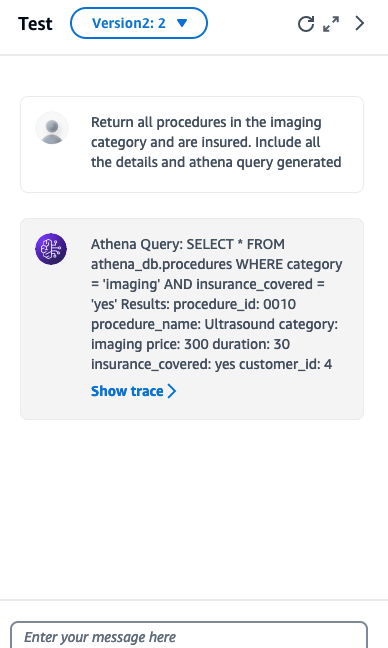 Test Version2: 2
Return all procedures in the imaging
category and are insured. Include all
the details and athena query generated
Athena Query: SELECT * FROM
athena_db.procedures WHERE category
= 'imaging' AND insurance_covered =
'yes' Results: procedure_id: 0010
procedure_name: Ultrasound category:
imaging price: 300 duration: 30
insurance_covered: yes customer_id: 4
Show trace
Enter your message here